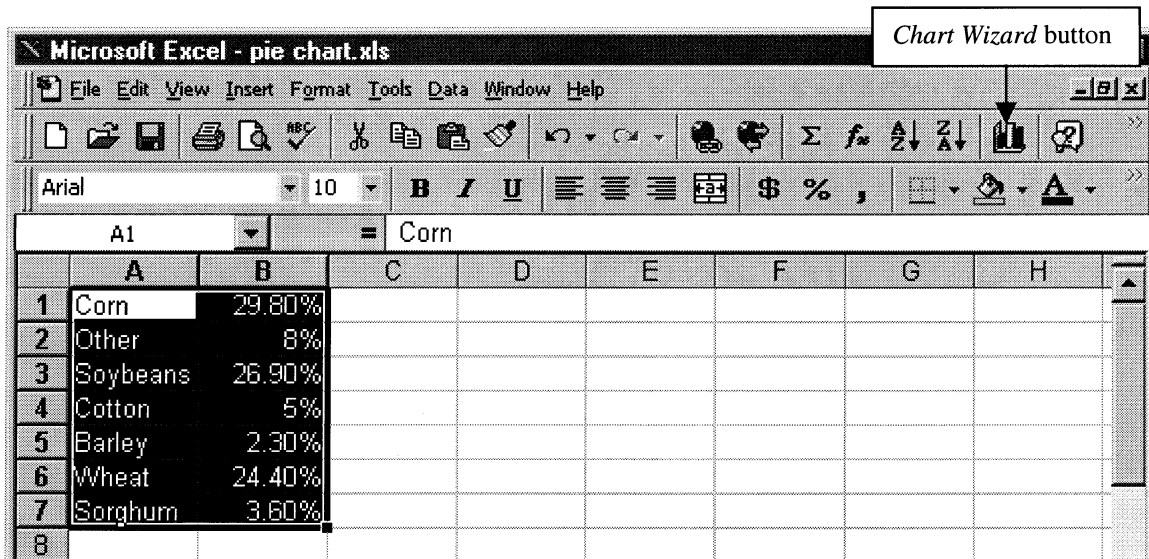 Chart Wizard button
Microsoft Excel - pie chart.xls
File Edit View Insert Format Tools Data Window Help
ABC Σ fx A Z Z A ?
Arial 10 B I U a $ % , A
A1 = Corn
A B C D E F G H
1 Corn 29.80%
2 Other 8%
3 Soybeans 26.90%
4 Cotton 5%
5 Barley 2.30%
6 Wheat 24.40%
7 Sorghum 3.60%
8